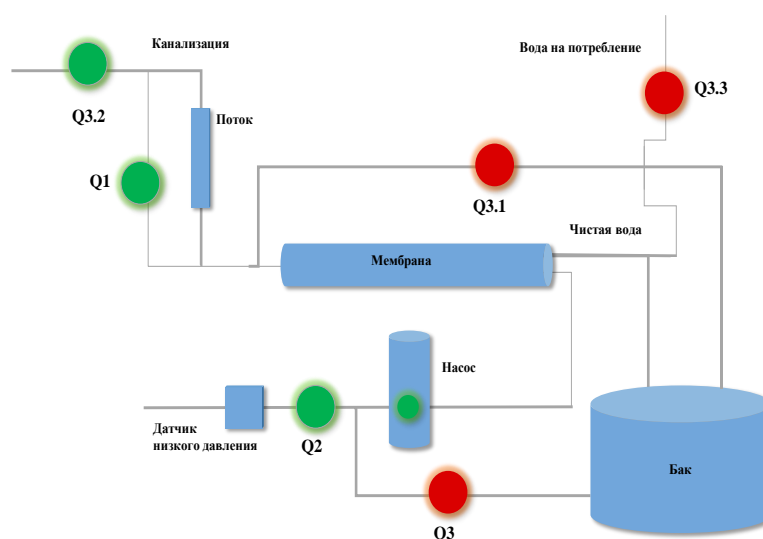 Канализация
Вода на потребление
Q3.3
Q3.2
Поток
Q1
Q3.1
Чистая вода
Мембрана
Насос
Датчик
низкого давления
Q2
Бак
O3